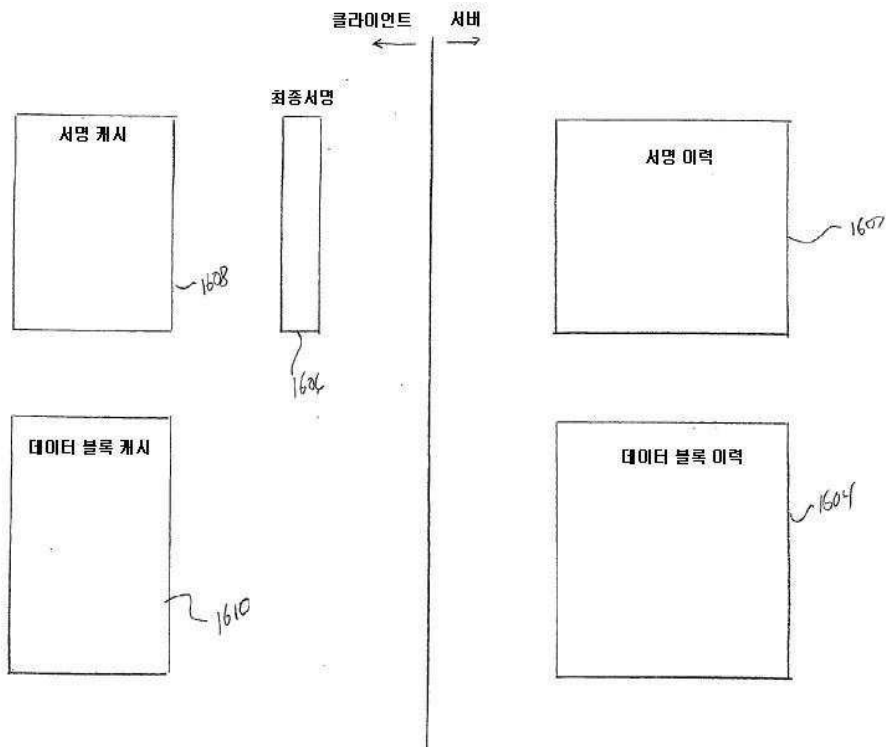 클라이언트 서버
최종서명
서명 캐시
서명 이력
1608
1606
데이터 블록 캐시
데이터 블록 이력
1604
1610